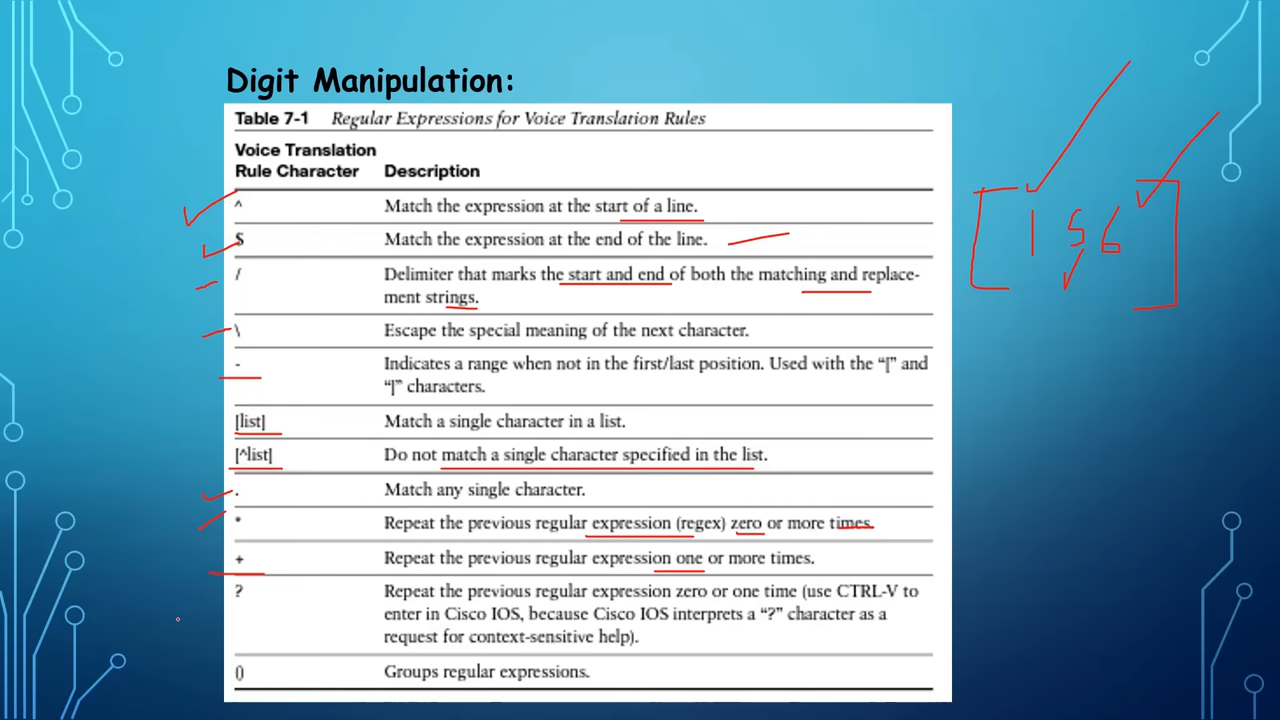 Digit Manipulation:
Table 7-1 Regular Expressions for Voice Translation Rules
Voice Translation
Rule Character Description
^ Match the expression at the start of a line.
$ Match the expression at the end of the line.
/ Delimiter that marks the start and end of both the matching and replace-
ment strings.
\ Escape the special meaning of the next character.
- Indicates a range when not in the first/last position. Used with the “[” and
“]” characters.
[list] Match a single character in a list.
[^list] Do not match a single character specified in the list.
. Match any single character.
* Repeat the previous regular expression (regex) zero or more times.
+ Repeat the previous regular expression one or more times.
? Repeat the previous regular expression zero or one time (use CTRL-V to
enter in Cisco IOS, because Cisco IOS interprets a “?” character as a
request for context-sensitive help).
() Groups regular expressions.
[ 1 5 6 ]